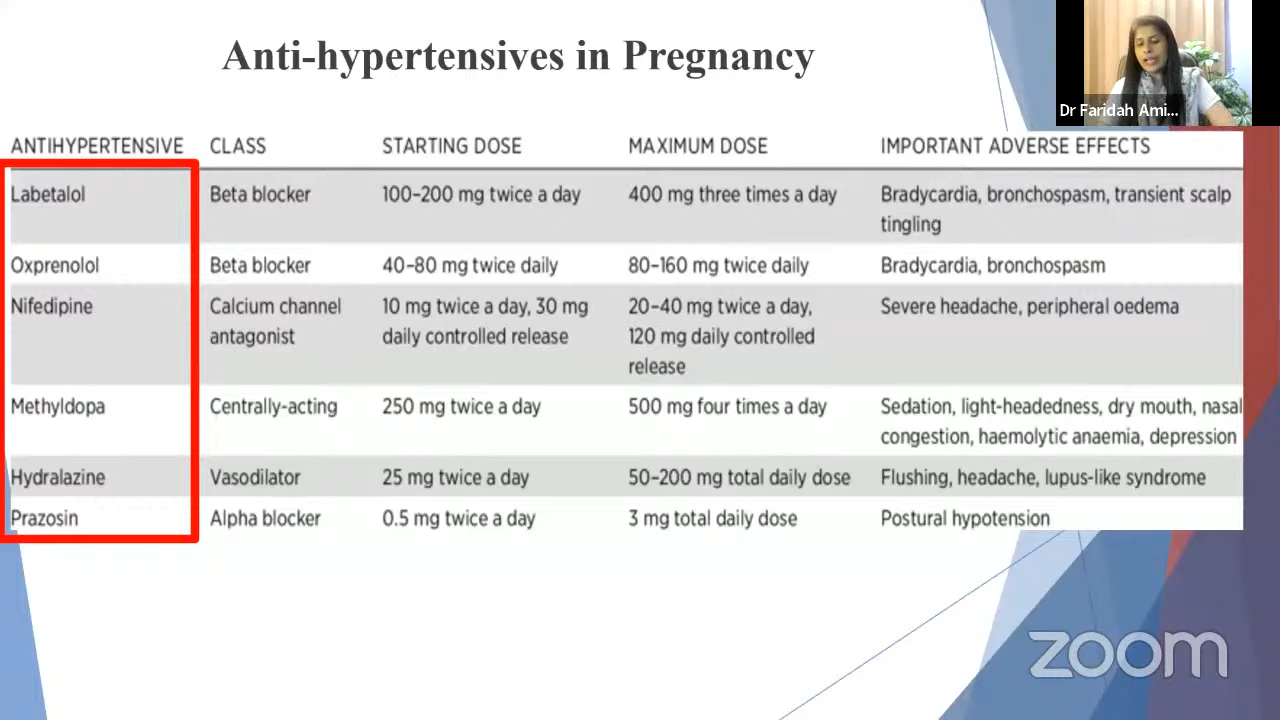 Anti-hypertensives in Pregnancy
Dr Faridah Ami...
ANTIHYPERTENSIVE CLASS STARTING DOSE MAXIMUM DOSE IMPORTANT ADVERSE EFFECTS
Labetalol Beta blocker 100–200 mg twice a day 400 mg three times a day Bradycardia, bronchospasm, transient scalp
tingling
Oxprenolol Beta blocker 40–80 mg twice daily 80–160 mg twice daily Bradycardia, bronchospasm
Nifedipine Calcium channel 10 mg twice a day, 30 mg 20–40 mg twice a day, Severe headache, peripheral oedema
antagonist daily controlled release 120 mg daily controlled
release
Methyldopa Centrally-acting 250 mg twice a day 500 mg four times a day Sedation, light-headedness, dry mouth, nasal
congestion, haemolytic anaemia, depression
Hydralazine Vasodilator 25 mg twice a day 50–200 mg total daily dose Flushing, headache, lupus-like syndrome
Prazosin Alpha blocker 0.5 mg twice a day 3 mg total daily dose Postural hypotension
zoom